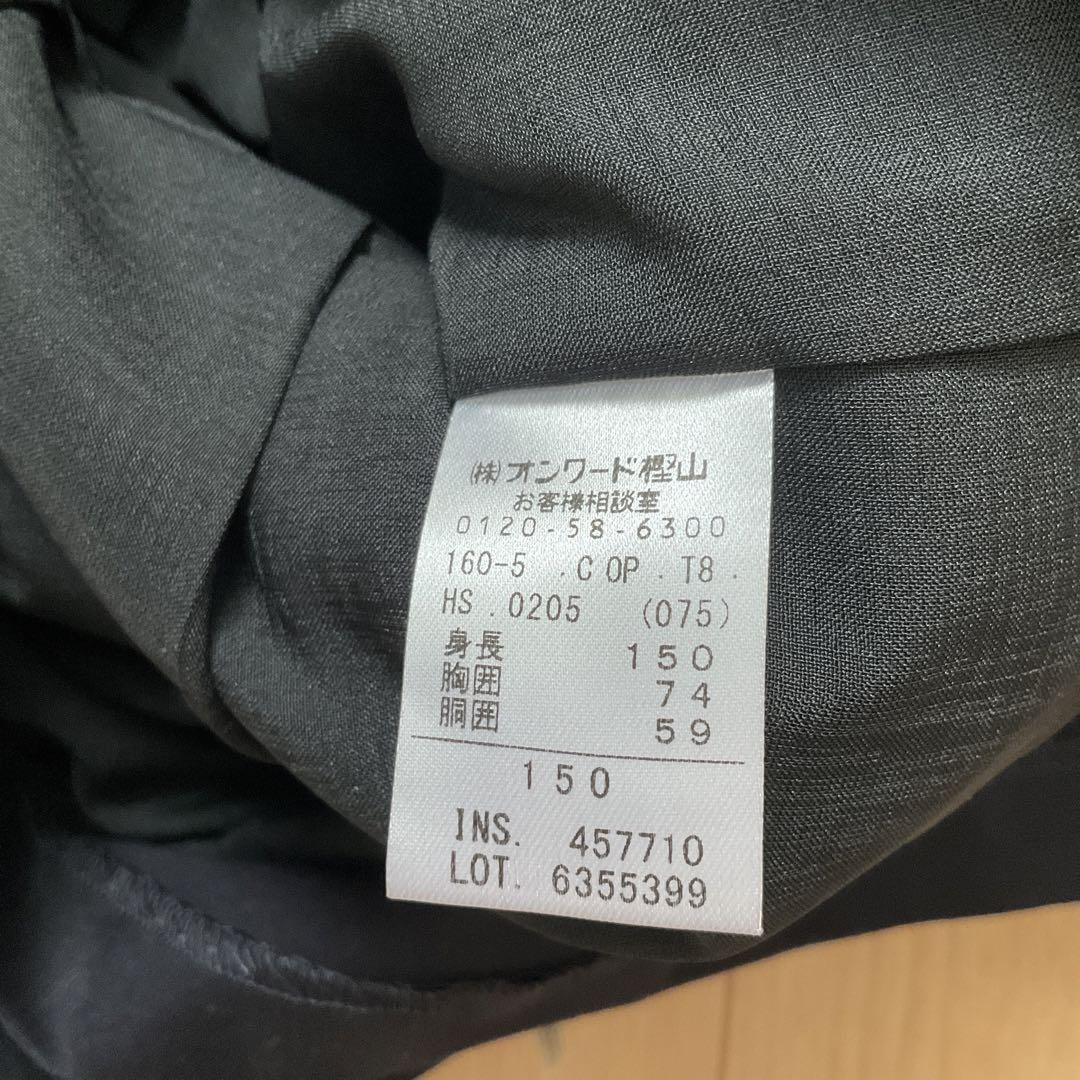 (株)オンワード樫山
お客様相談室
0120-58-6300
160-5 .C OP . T8 .
HS .0205 (075)
身長 150
胸囲 74
胴囲 59
150
INS. 457710
LOT. 6355399